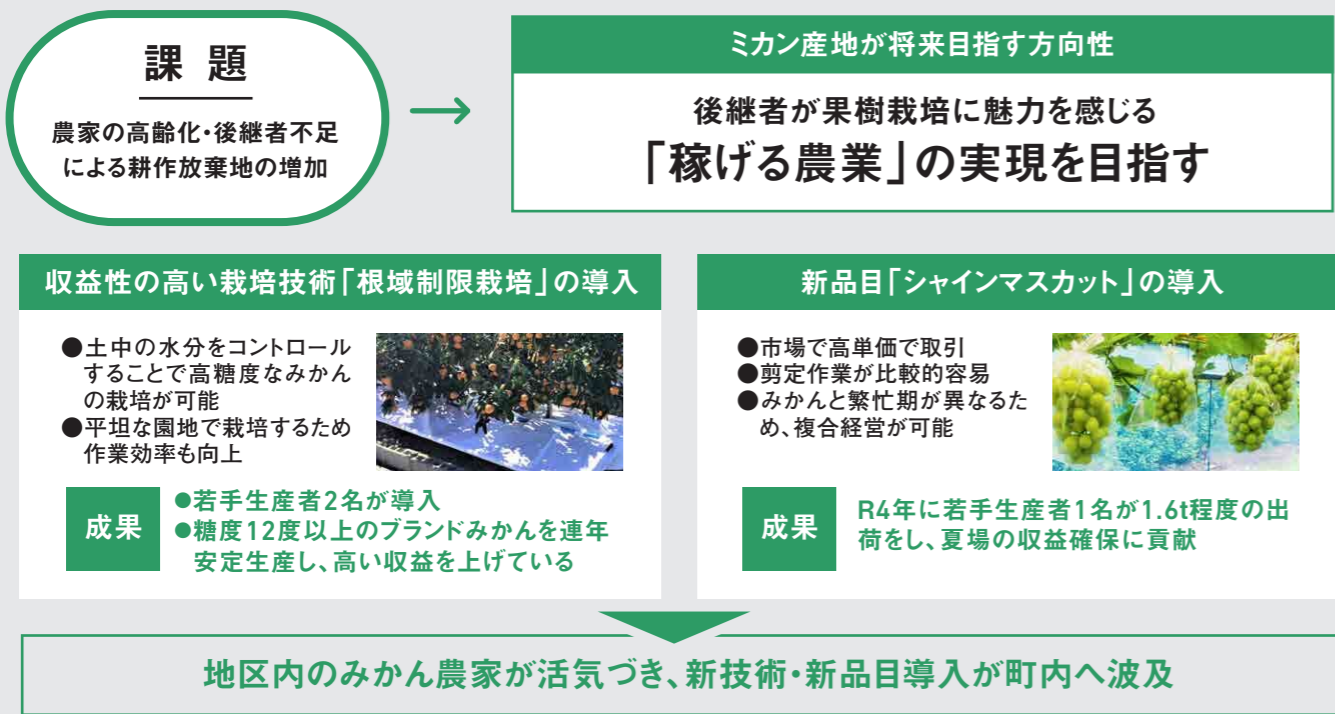 課題
農家の高齢化・後継者不足
による耕作放棄地の増加
→
ミカン産地が将来目指す方向性
後継者が果樹栽培に魅力を感じる
「稼げる農業」の実現を目指す
収益性の高い栽培技術「根域制限栽培」の導入
●土中の水分をコントロール
することで高糖度なみかん
の栽培が可能
●平坦な園地で栽培するため
作業効率も向上
成果
●若手生産者2名が導入
●糖度12度以上のブランドみかんを連年
安定生産し、高い収益を上げている
新品目「シャインマスカット」の導入
●市場で高単価で取引
●剪定作業が比較的容易
●みかんと繁忙期が異なるた
め、複合経営が可能
成果
R4年に若手生産者1名が1.6t程度の出
荷をし、夏場の収益確保に貢献
地区内のみかん農家が活気づき、新技術・新品目導入が町内へ波及